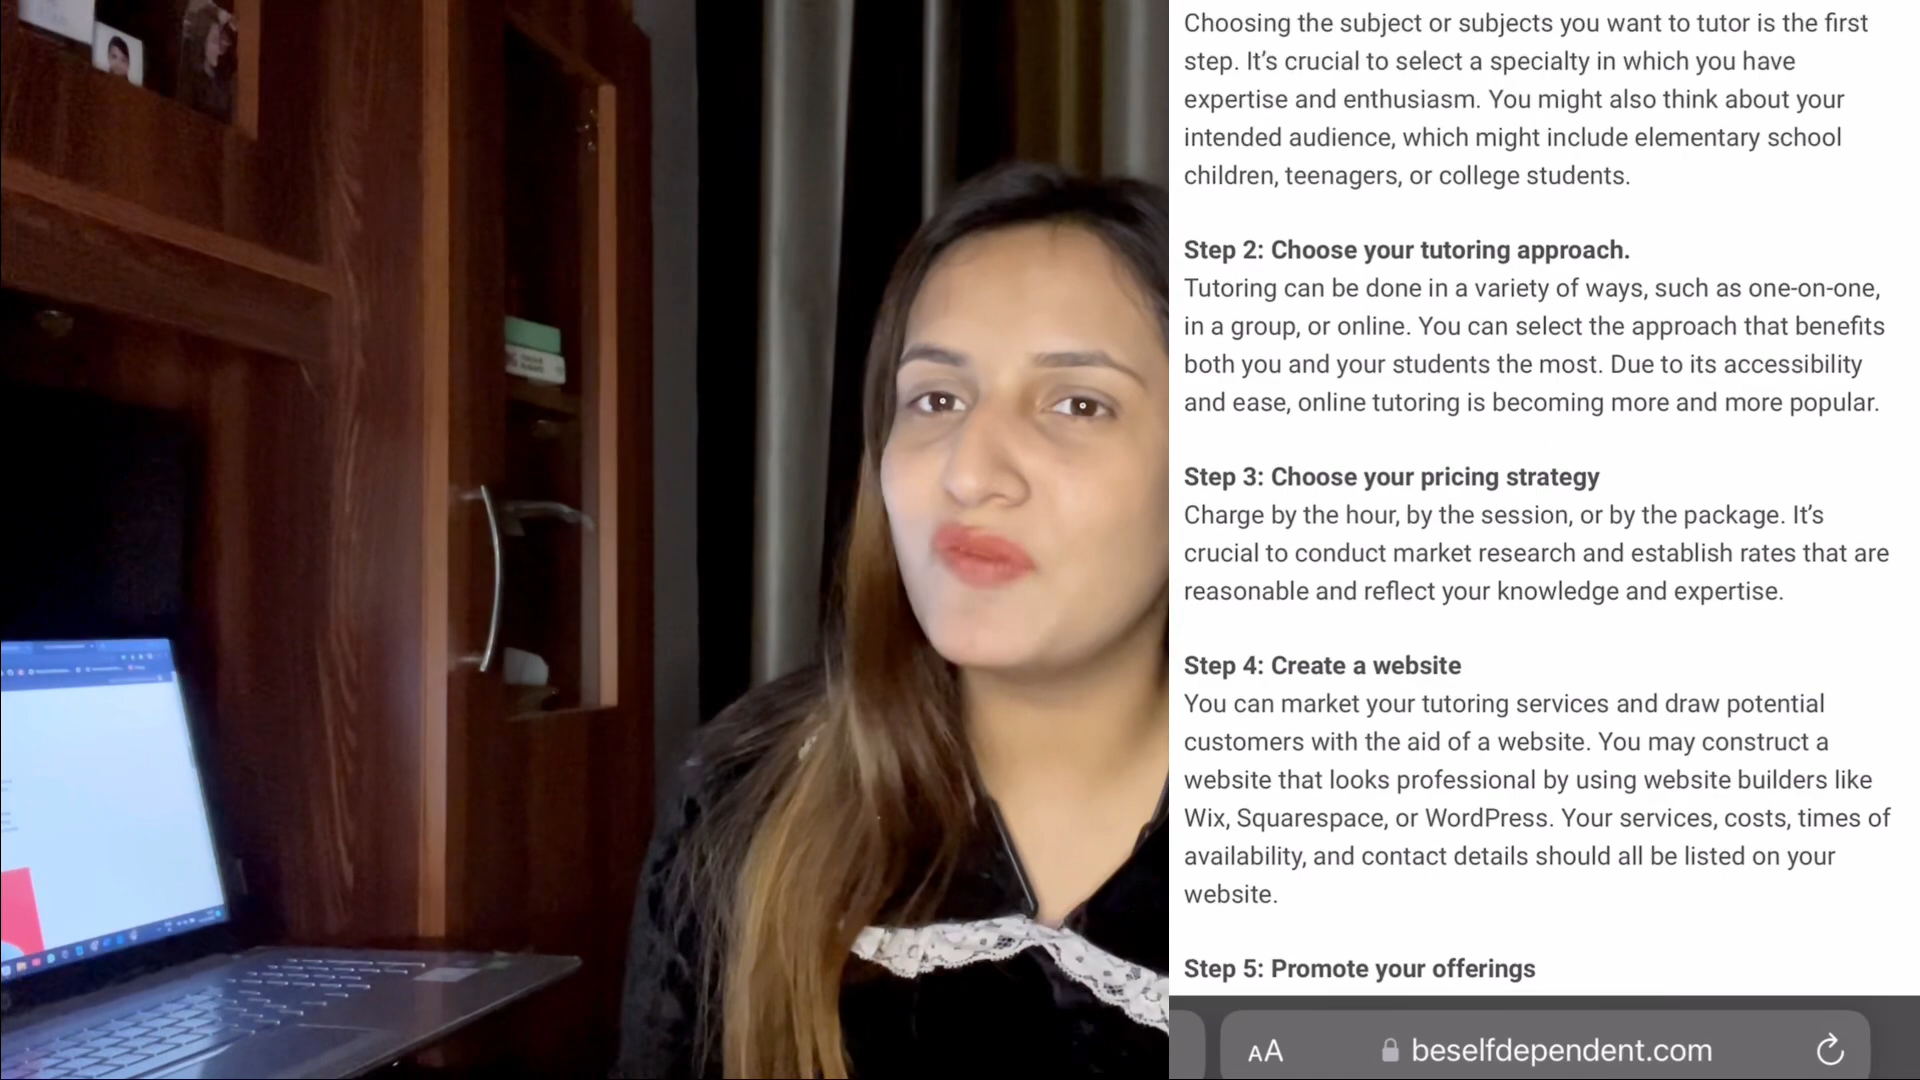 Choosing the subject or subjects you want to tutor is the first
step. It’s crucial to select a specialty in which you have
expertise and enthusiasm. You might also think about your
intended audience, which might include elementary school
children, teenagers, or college students.
Step 2: Choose your tutoring approach.
Tutoring can be done in a variety of ways, such as one-on-one,
in a group, or online. You can select the approach that benefits
both you and your students the most. Due to its accessibility
and ease, online tutoring is becoming more and more popular.
Step 3: Choose your pricing strategy
Charge by the hour, by the session, or by the package. It’s
crucial to conduct market research and establish rates that are
reasonable and reflect your knowledge and expertise.
Step 4: Create a website
You can market your tutoring services and draw potential
customers with the aid of a website. You may construct a
website that looks professional by using website builders like
Wix, Squarespace, or WordPress. Your services, costs, times of
availability, and contact details should all be listed on your
website.
Step 5: Promote your offerings
AA beselfdependent.com